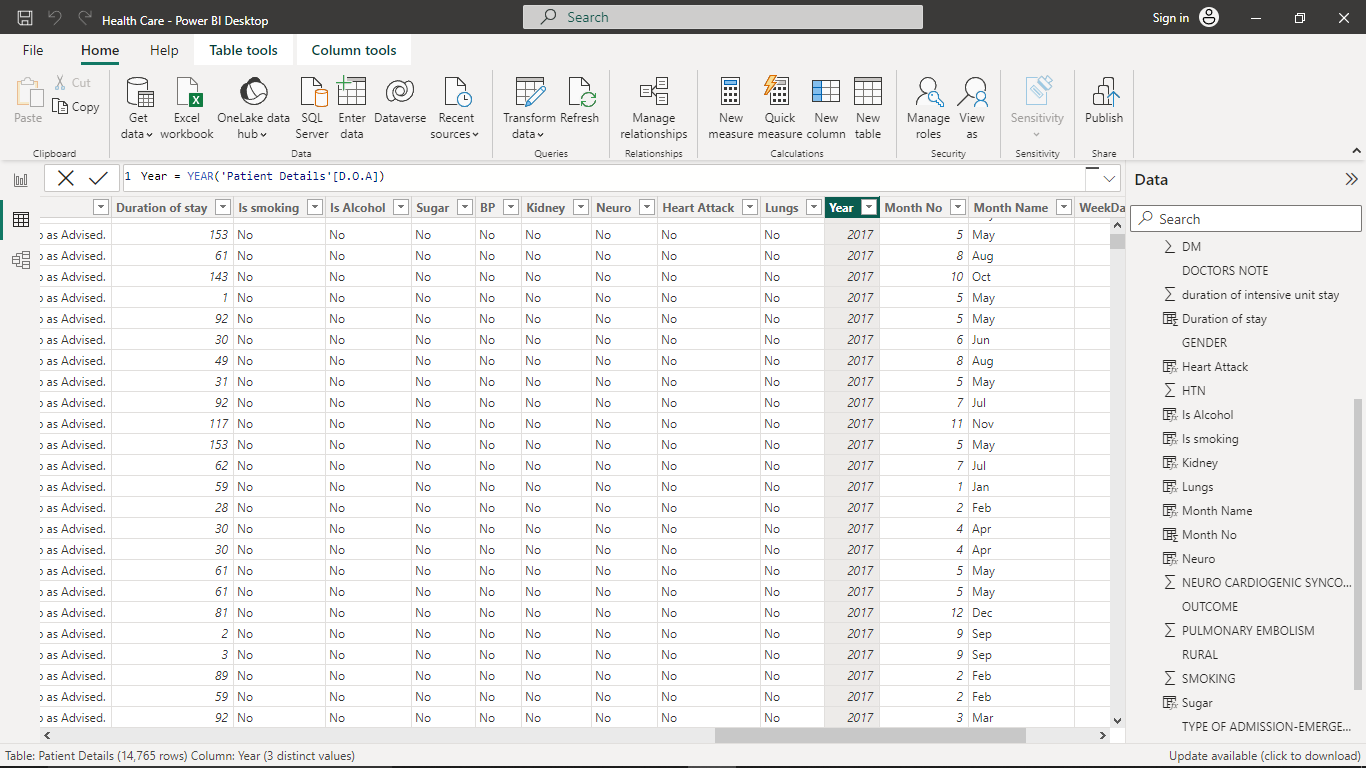 Health Care - Power BI Desktop
Search
Sign in
File Home Help Table tools Column tools
Paste
Cut
Copy
Get data
Excel workbook
OneLake data hub
SQL Server
Enter data
Dataverse
Recent sources
Transform data
Refresh
Manage relationships
New measure
Quick measure
New column
New table
Manage roles
View as
Sensitivity
Publish
Clipboard Data Queries Relationships Calculations Security Sensitivity Share
1 Year = YEAR('Patient Details'[D.O.A])
Duration of stay Is smoking Is Alcohol Sugar BP Kidney Neuro Heart Attack Lungs Year Month No Month Name WeekDa
as Advised. 153 No No No No No No No No 2017 5 May
as Advised. 61 No No No No No No No No 2017 8 Aug
as Advised. 143 No No No No No No No No 2017 10 Oct
as Advised. 1 No No No No No No No No 2017 5 May
as Advised. 92 No No No No No No No No 2017 5 May
as Advised. 30 No No No No No No No No 2017 6 Jun
as Advised. 49 No No No No No No No No 2017 8 Aug
as Advised. 31 No No No No No No No No 2017 5 May
as Advised. 92 No No No No No No No No 2017 7 Jul
as Advised. 117 No No No No No No No No 2017 11 Nov
as Advised. 153 No No No No No No No No 2017 5 May
as Advised. 62 No No No No No No No No 2017 7 Jul
as Advised. 59 No No No No No No No No 2017 1 Jan
as Advised. 28 No No No No No No No No 2017 2 Feb
as Advised. 30 No No No No No No No No 2017 4 Apr
as Advised. 30 No No No No No No No No 2017 4 Apr
as Advised. 61 No No No No No No No No 2017 5 May
as Advised. 61 No No No No No No No No 2017 5 May
as Advised. 81 No No No No No No No No 2017 12 Dec
as Advised. 2 No No No No No No No No 2017 9 Sep
as Advised. 3 No No No No No No No No 2017 9 Sep
as Advised. 89 No No No No No No No No 2017 2 Feb
as Advised. 59 No No No No No No No No 2017 2 Feb
as Advised. 92 No No No No No No No No 2017 3 Mar
Data
Search
DM
DOCTORS NOTE
duration of intensive unit stay
Duration of stay
GENDER
Heart Attack
HTN
Is Alcohol
Is smoking
Kidney
Lungs
Month Name
Month No
Neuro
NEURO CARDIOGENIC SYNCO...
OUTCOME
PULMONARY EMBOLISM
RURAL
SMOKING
Sugar
TYPE OF ADMISSION-EMERGE...
Table: Patient Details (14,765 rows) Column: Year (3 distinct values)
Update available (click to download)